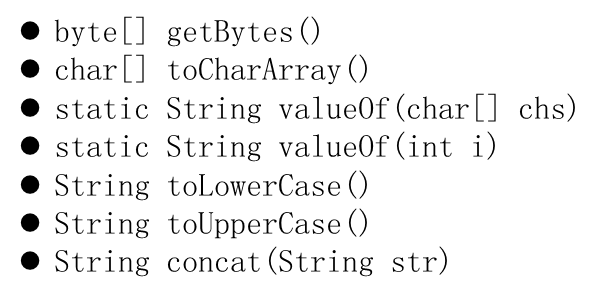 ● byte[] getBytes()
● char[] toCharArray()
● static String valueOf(char[] chs)
● static String valueOf(int i)
● String toLowerCase()
● String toUpperCase()
● String concat(String str)